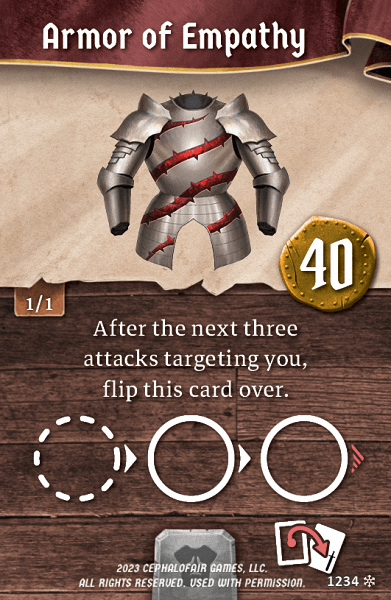 Armor of Empathy
40
1/1
After the next three
attacks targeting you,
flip this card over.
2023 CEPHALOFAIR GAMES, LLC.
ALL RIGHTS RESERVED. USED WITH PERMISSION.
1234